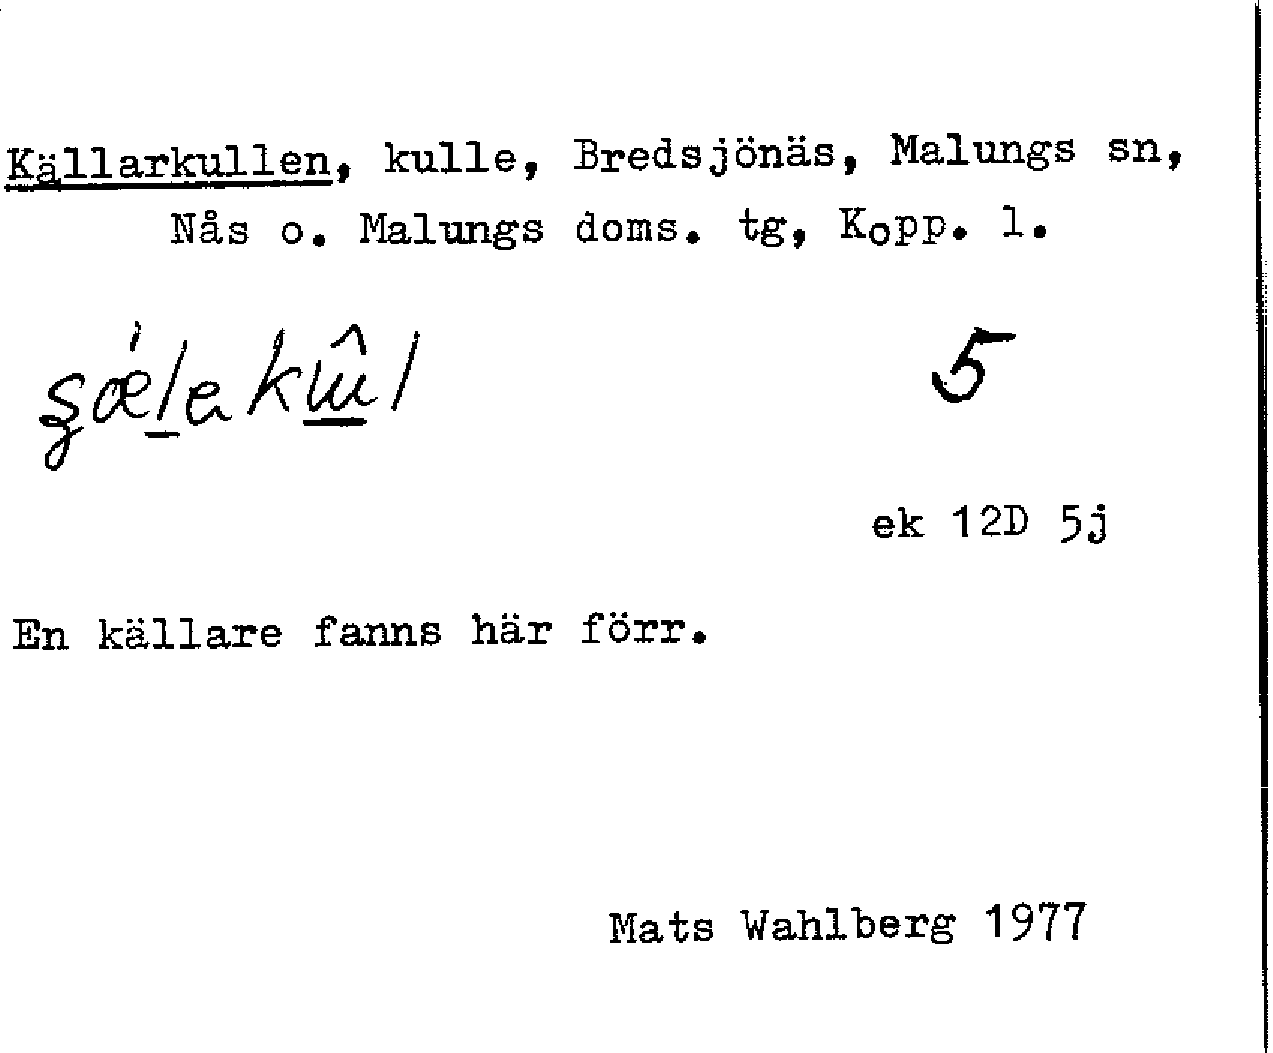 Källarkullen, kulle, Bredsjönäs, Malungs sn,
Nås o. Malungs doms. tg, Kopp. l.
5
ek 12D 5j
En källare fanns här förr.
Mats Wahlberg 1977